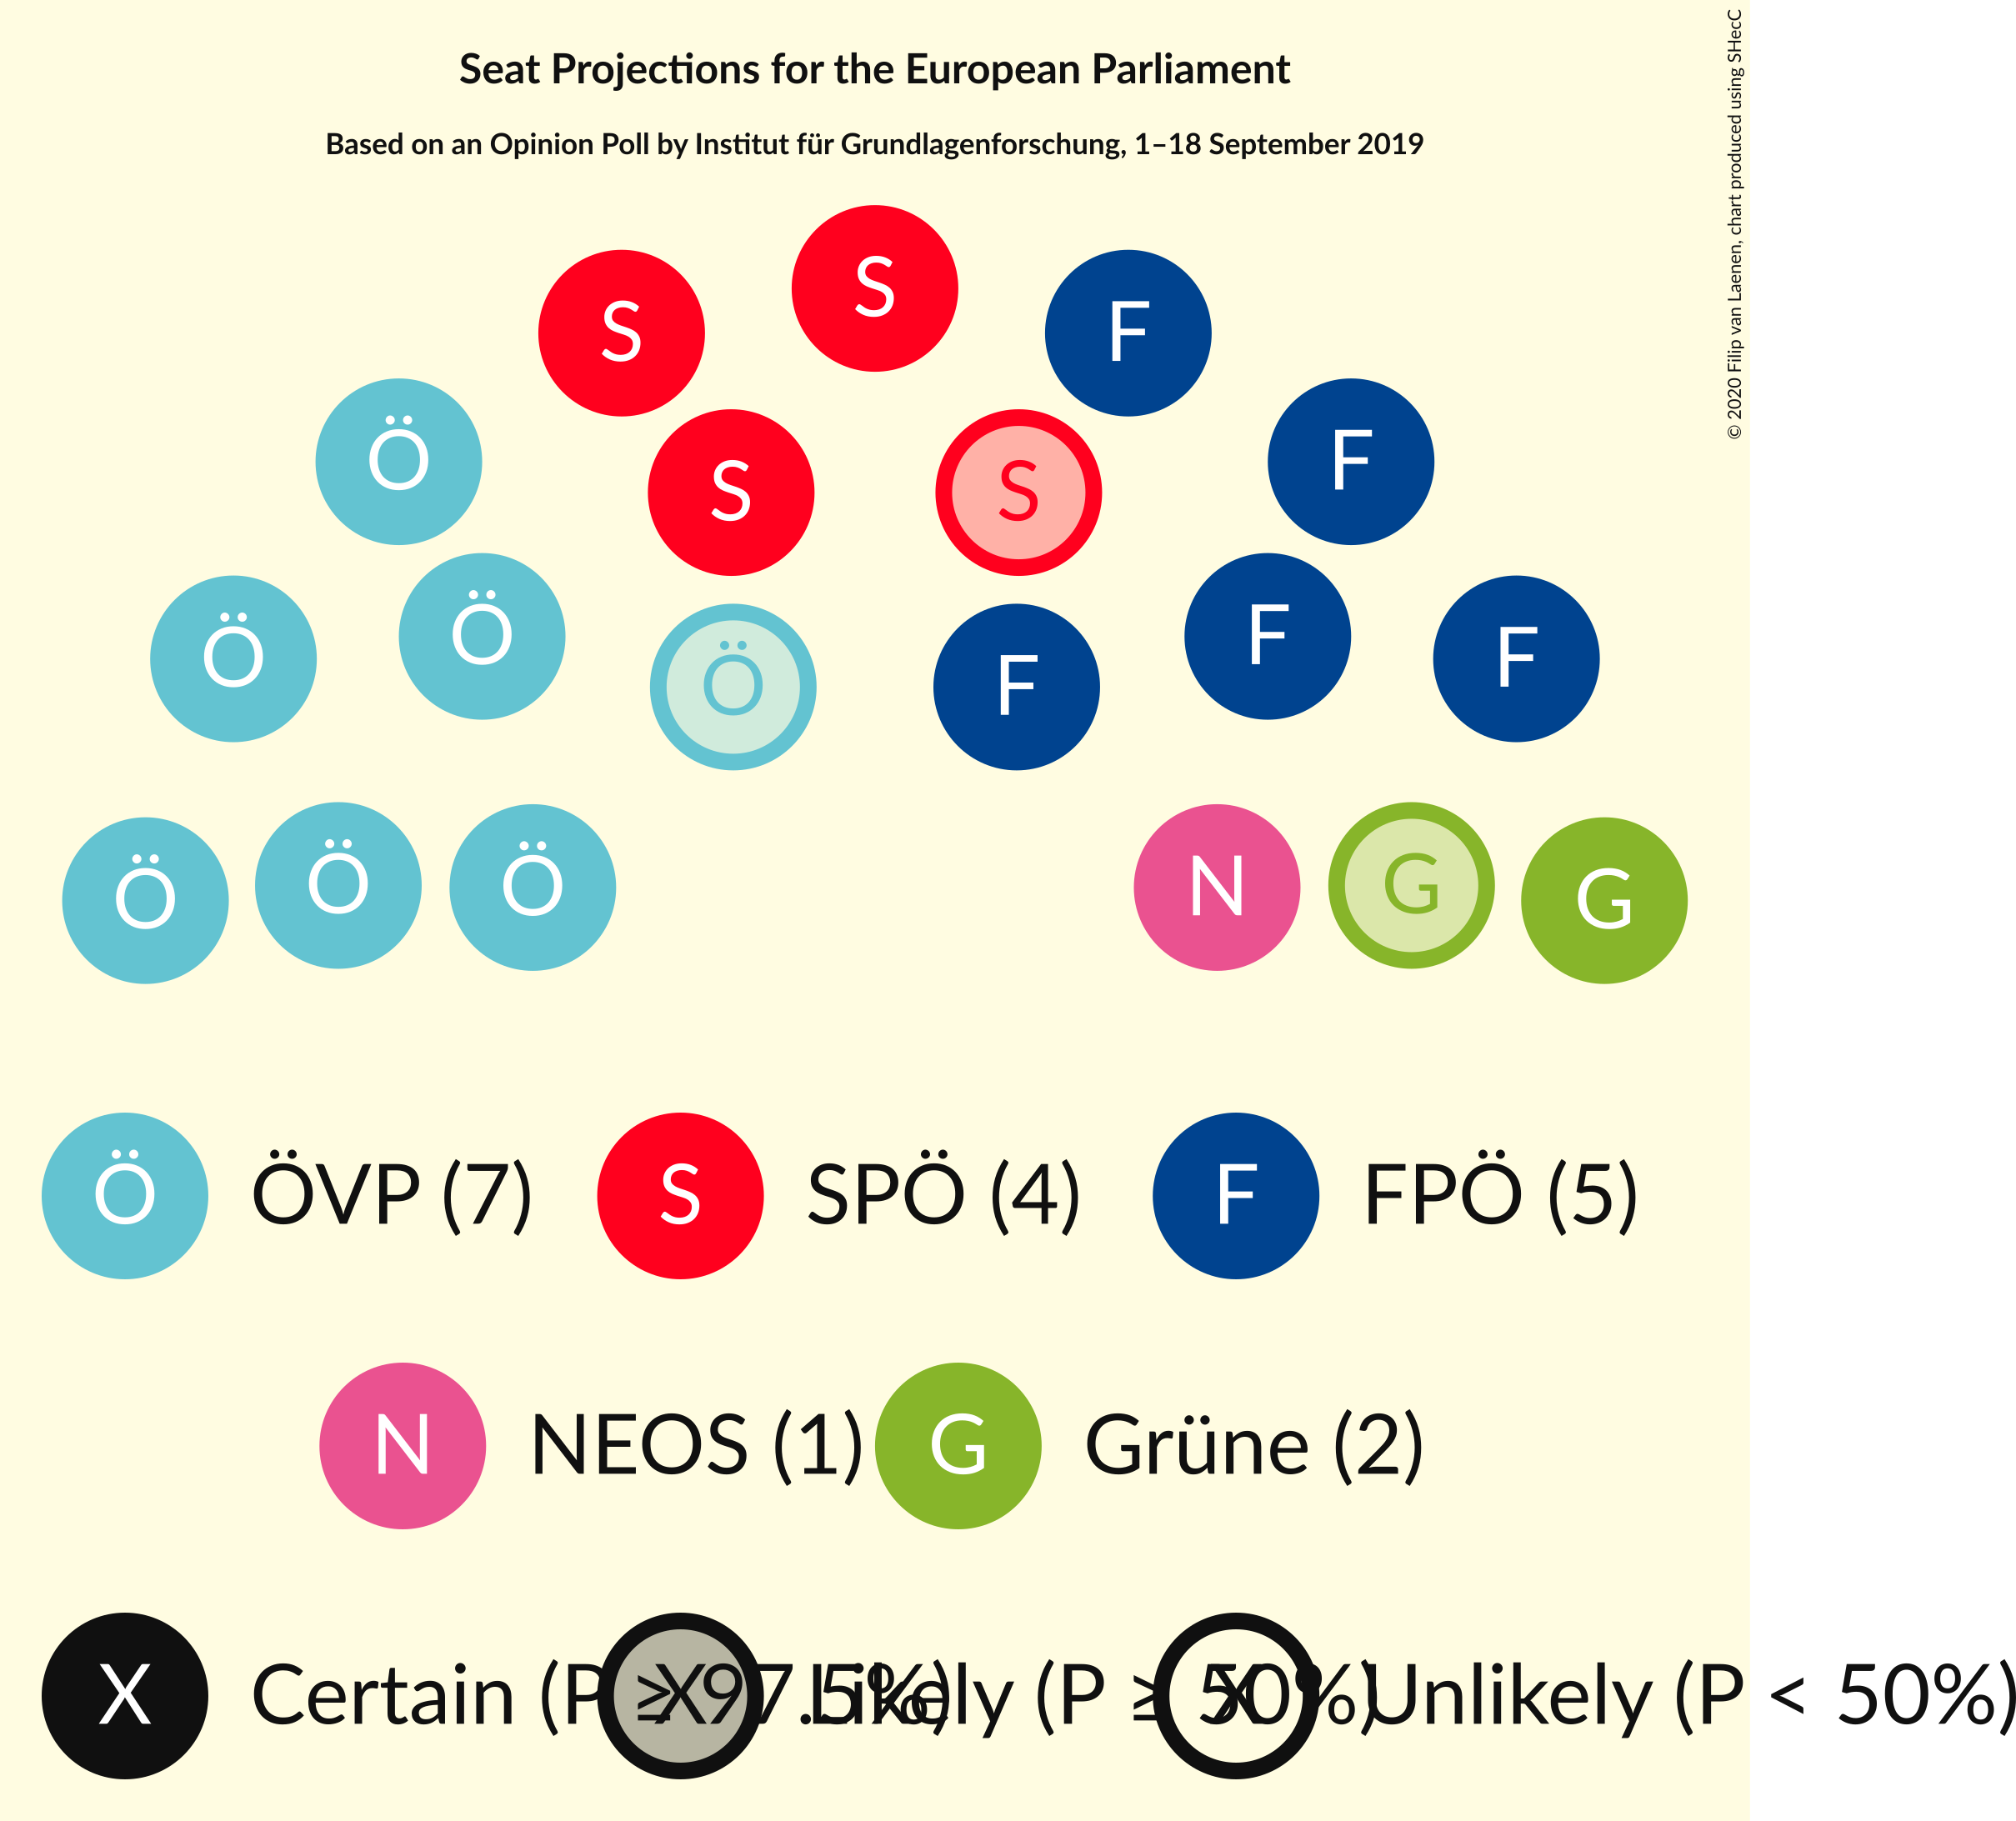 Seat Projections for the European Parliament
Based on an Opinion Poll by Institut für Grundlagenforschung, 1–18 September 2019
© 2020 Filip van Laenen, chart produced using SHecC
S
S F
Ö F
S S
Ö Ö F F
Ö F
Ö Ö Ö N G G
Ö ÖVP (7) S SPÖ (4) F FPÖ (5)
N NEOS (1) G Grüne (2)
X Certain (P ≥ 97.5%) X Likely (P ≥ 50%) X Unlikely (P < 50%)